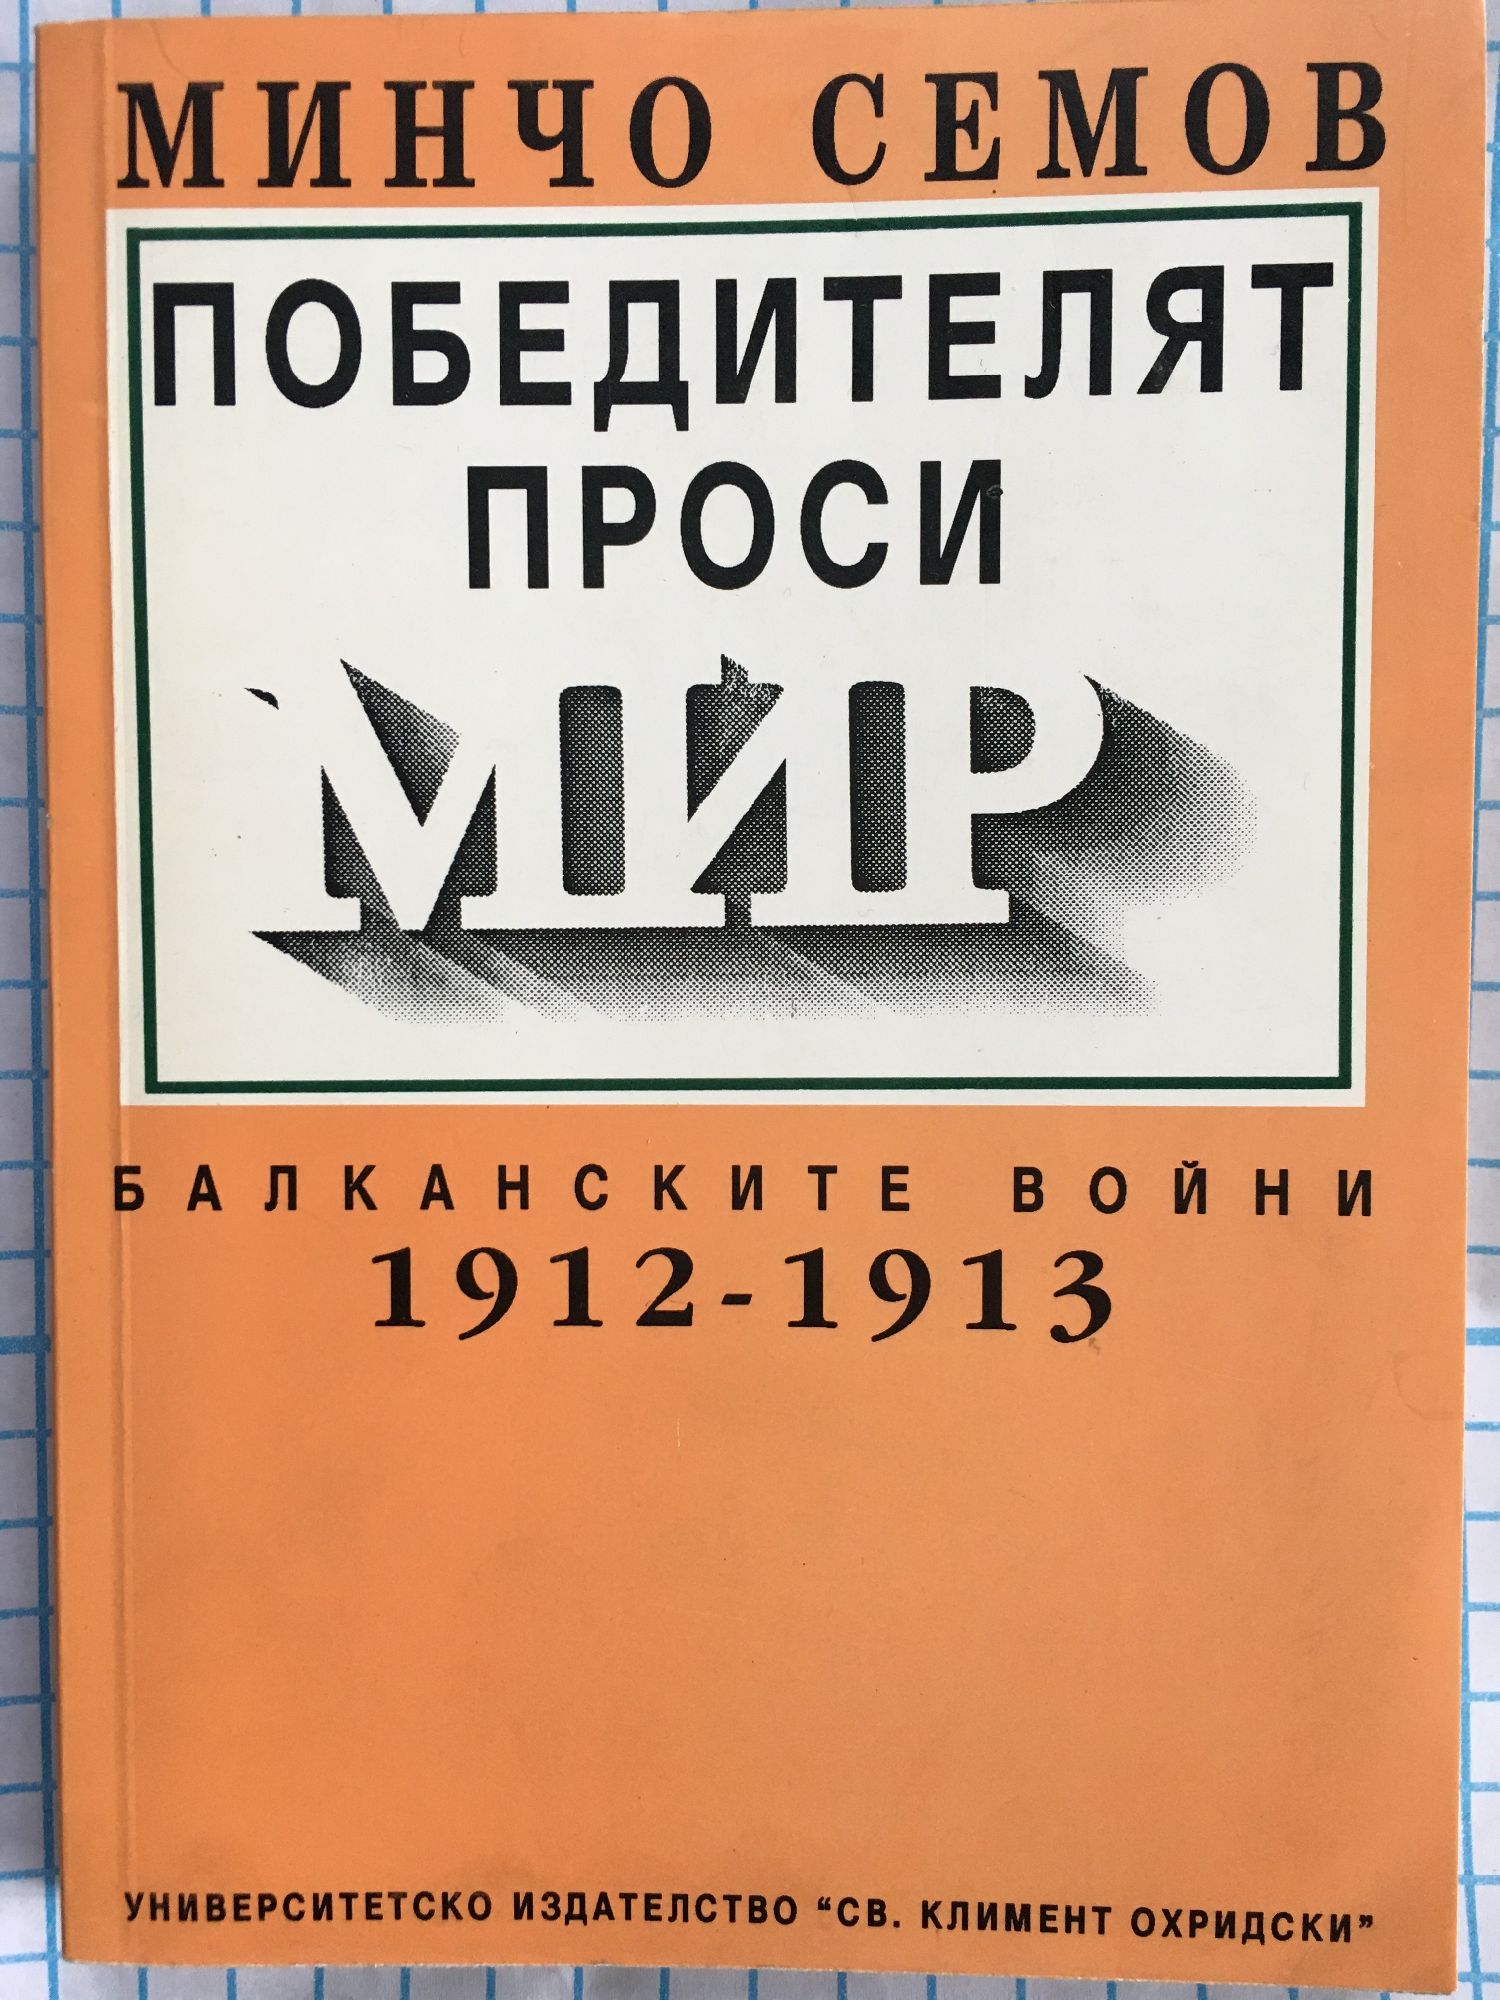 МИНЧО СЕМОВ
ПОБЕДИТЕЛЯТ
ПРОСИ
МИР
БАЛКАНСКИТЕ ВОЙНИ
1912-1913
УНИВЕРСИТЕТСКО ИЗДАТЕЛСТВО “СВ. КЛИМЕНТ ОХРИДСКИ”